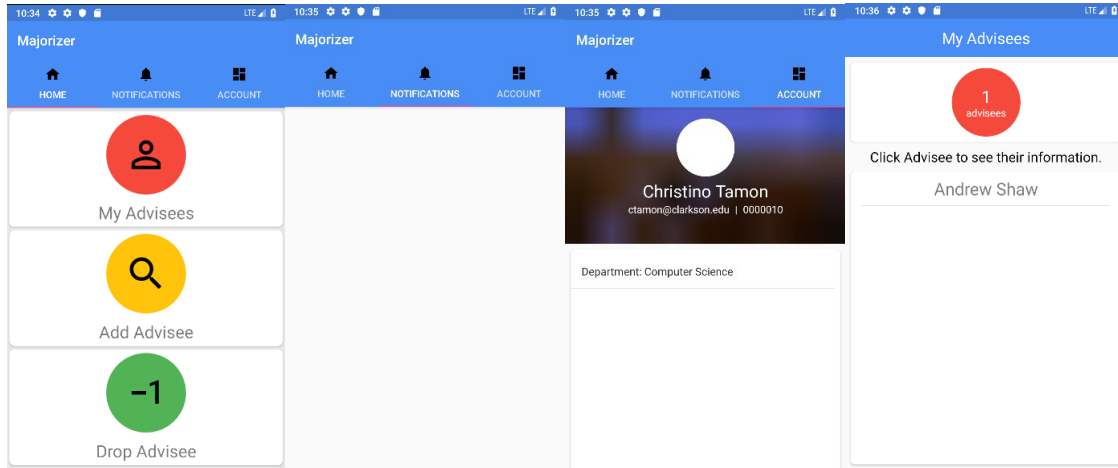 10:34 LTE
Majorizer
HOME NOTIFICATIONS ACCOUNT
My Advisees
Add Advisee
−1
Drop Advisee
10:35 LTE
Majorizer
HOME NOTIFICATIONS ACCOUNT
10:35 LTE
Majorizer
HOME NOTIFICATIONS ACCOUNT
Christino Tamon
ctamon@clarkson.edu | 0000010
Department: Computer Science
10:36 LTE
My Advisees
1
advisees
Click Advisee to see their information.
Andrew Shaw